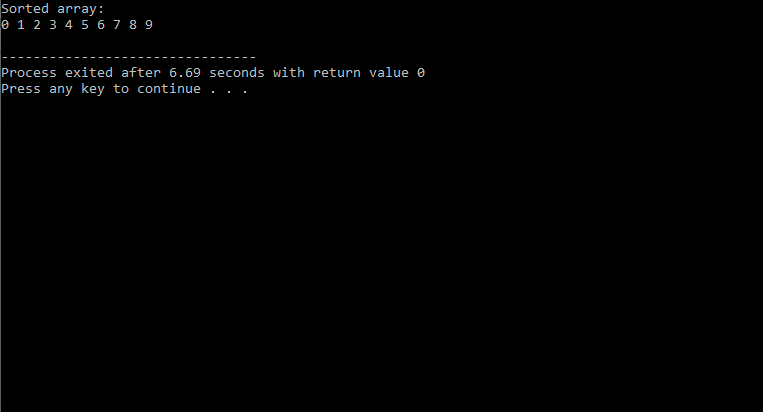 Sorted array:
0 1 2 3 4 5 6 7 8 9
--------------------------------
Process exited after 6.69 seconds with return value 0
Press any key to continue . . .